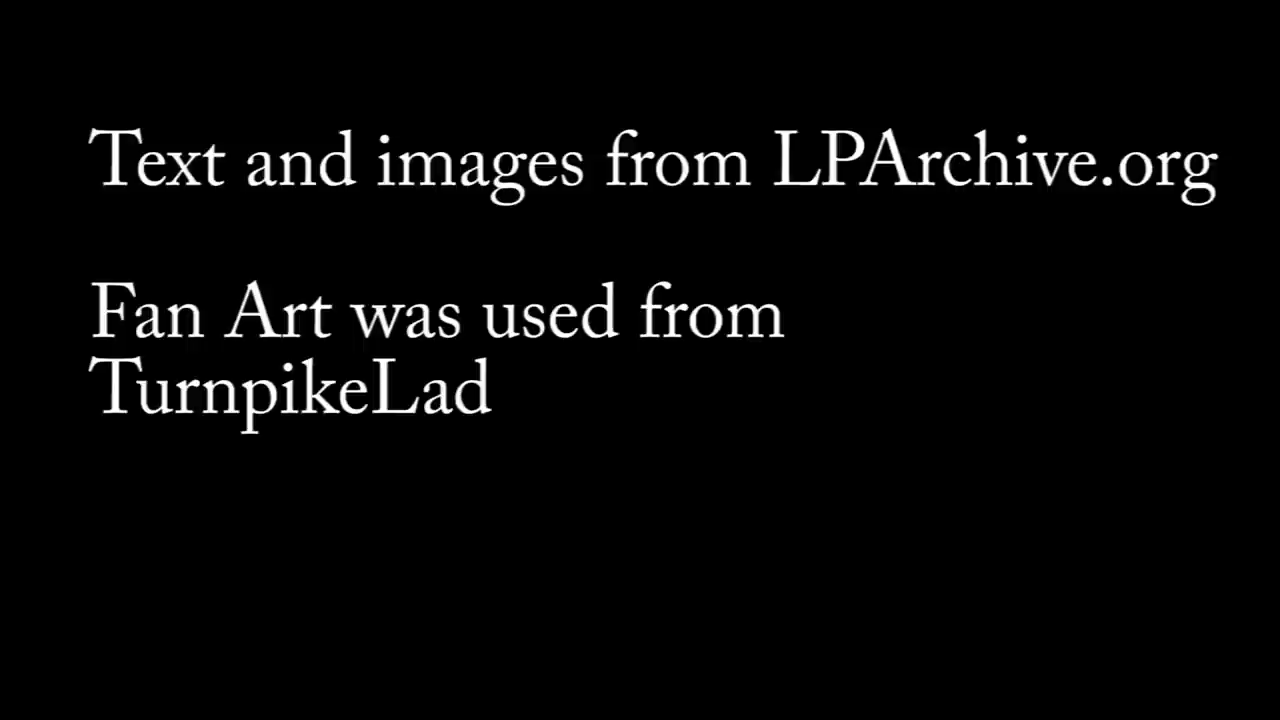 Text and images from LPArchive.org
Fan Art was used from
TurnpikeLad